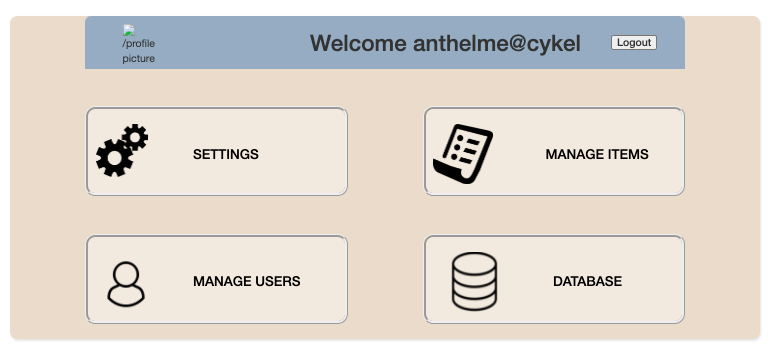 /profile
picture
Welcome anthelme@cykel
Logout
SETTINGS
MANAGE ITEMS
MANAGE USERS
DATABASE